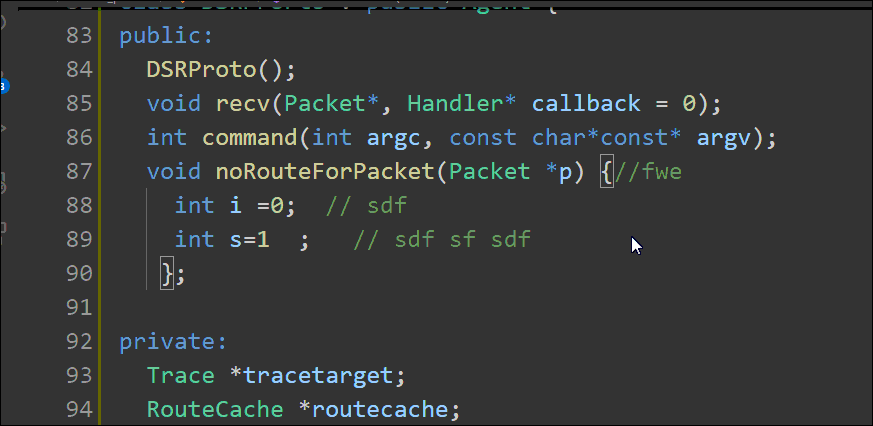 83 public:
84   DSRProto();
85   void recv(Packet*, Handler* callback = 0);
86   int command(int argc, const char*const* argv);
87   void noRouteForPacket(Packet *p) {//fwe
88     int i =0;  // sdf
89     int s=1  ;   // sdf sf sdf
90    };
91
92 private:
93   Trace *tracetarget;
94   RouteCache *routecache;